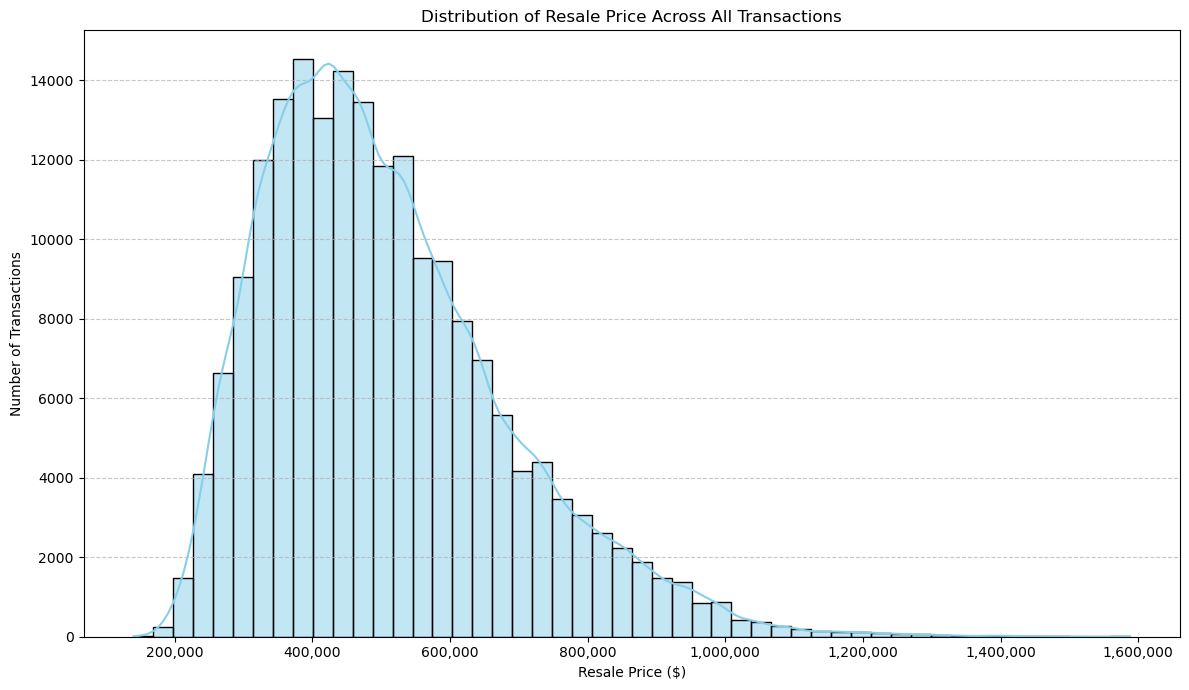 Distribution of Resale Price Across All Transactions
14000
12000
10000
8000
6000
4000
2000
0
Number of Transactions
200,000 400,000 600,000 800,000 1,000,000 1,200,000 1,400,000 1,600,000
Resale Price ($)